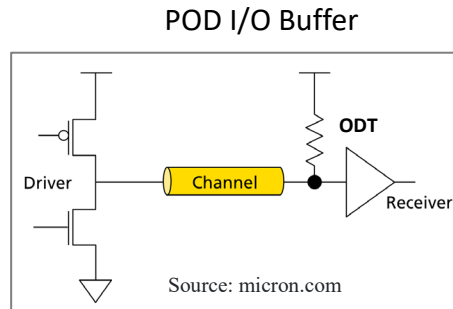 POD I/O Buffer
ODT
Driver
Channel
Receiver
Source: micron.com